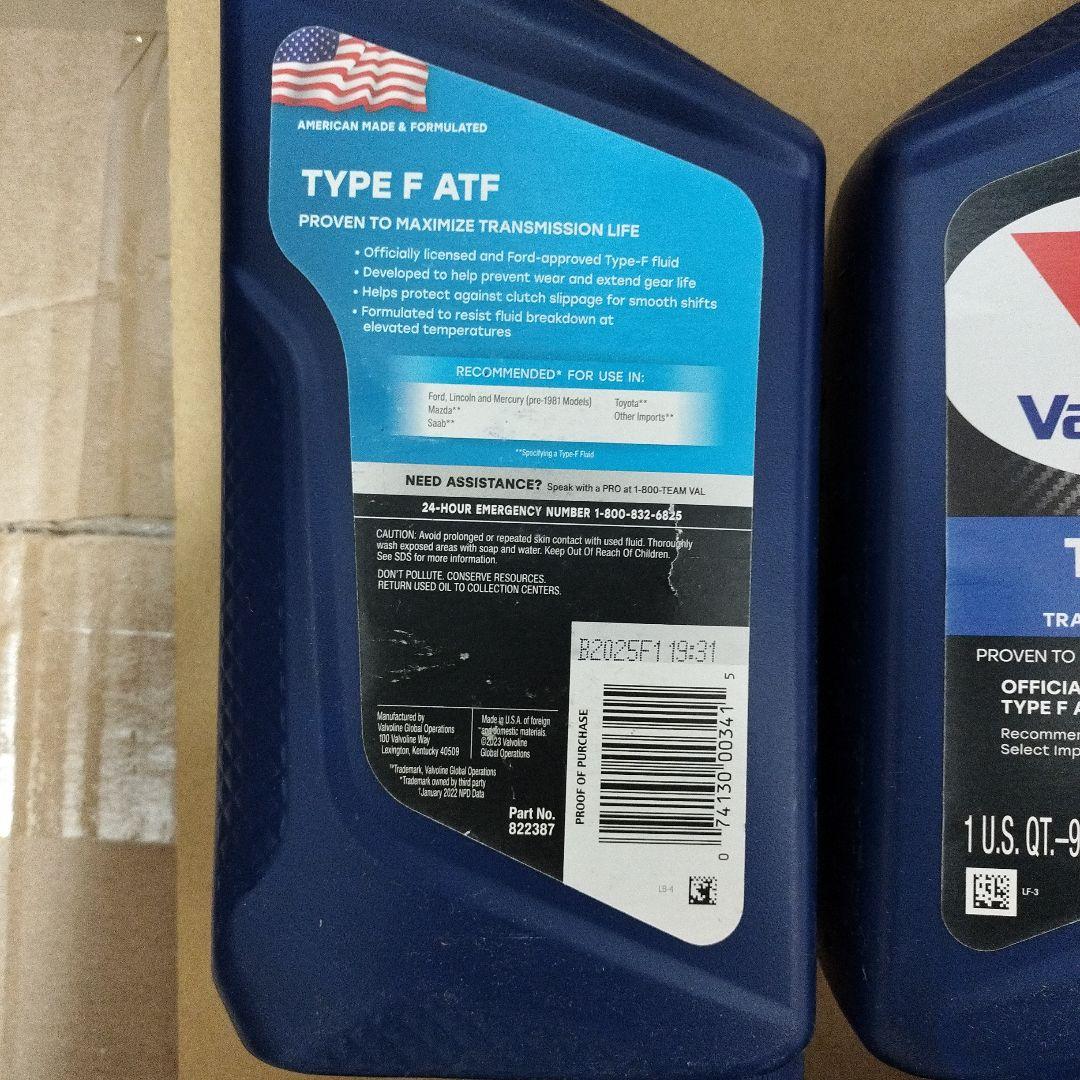 AMERICAN MADE & FORMULATED
TYPE F ATF
PROVEN TO MAXIMIZE TRANSMISSION LIFE
• Officially licensed and Ford-approved Type-F fluid
• Developed to help prevent wear and extend gear life
• Helps protect against clutch slippage for smooth shifts
• Formulated to resist fluid breakdown at
elevated temperatures
RECOMMENDED* FOR USE IN:
Ford, Lincoln and Mercury (pre-1981 Models)
Mazda**
Saab**
Toyota**
Other Imports**
**Specifying a Type-F Fluid
NEED ASSISTANCE? Speak with a PRO at 1-800-TEAM VAL
24-HOUR EMERGENCY NUMBER 1-800-832-6825
CAUTION: Avoid prolonged or repeated skin contact with used fluid. Thoroughly
wash exposed areas with soap and water. Keep Out Of Reach Of Children.
See SDS for more information.
DON'T POLLUTE. CONSERVE RESOURCES.
RETURN USED OIL TO COLLECTION CENTERS.
B2025F1 19:31
PROOF OF PURCHASE
0 74130 00341 5
Manufactured by
Valvoline Global Operations
100 Valvoline Way
Lexington, Kentucky 40509
Made in U.S.A. of foreign
and domestic materials.
©2023 Valvoline
Global Operations
™Trademark, Valvoline Global Operations
*Trademark owned by third party
†January 2022 NPD Data
Part No.
822387
LB-4
Va
T
TRA
PROVEN TO
OFFICIA
TYPE F A
Recommen
Select Imp
1 U.S. QT.–9
LF-3